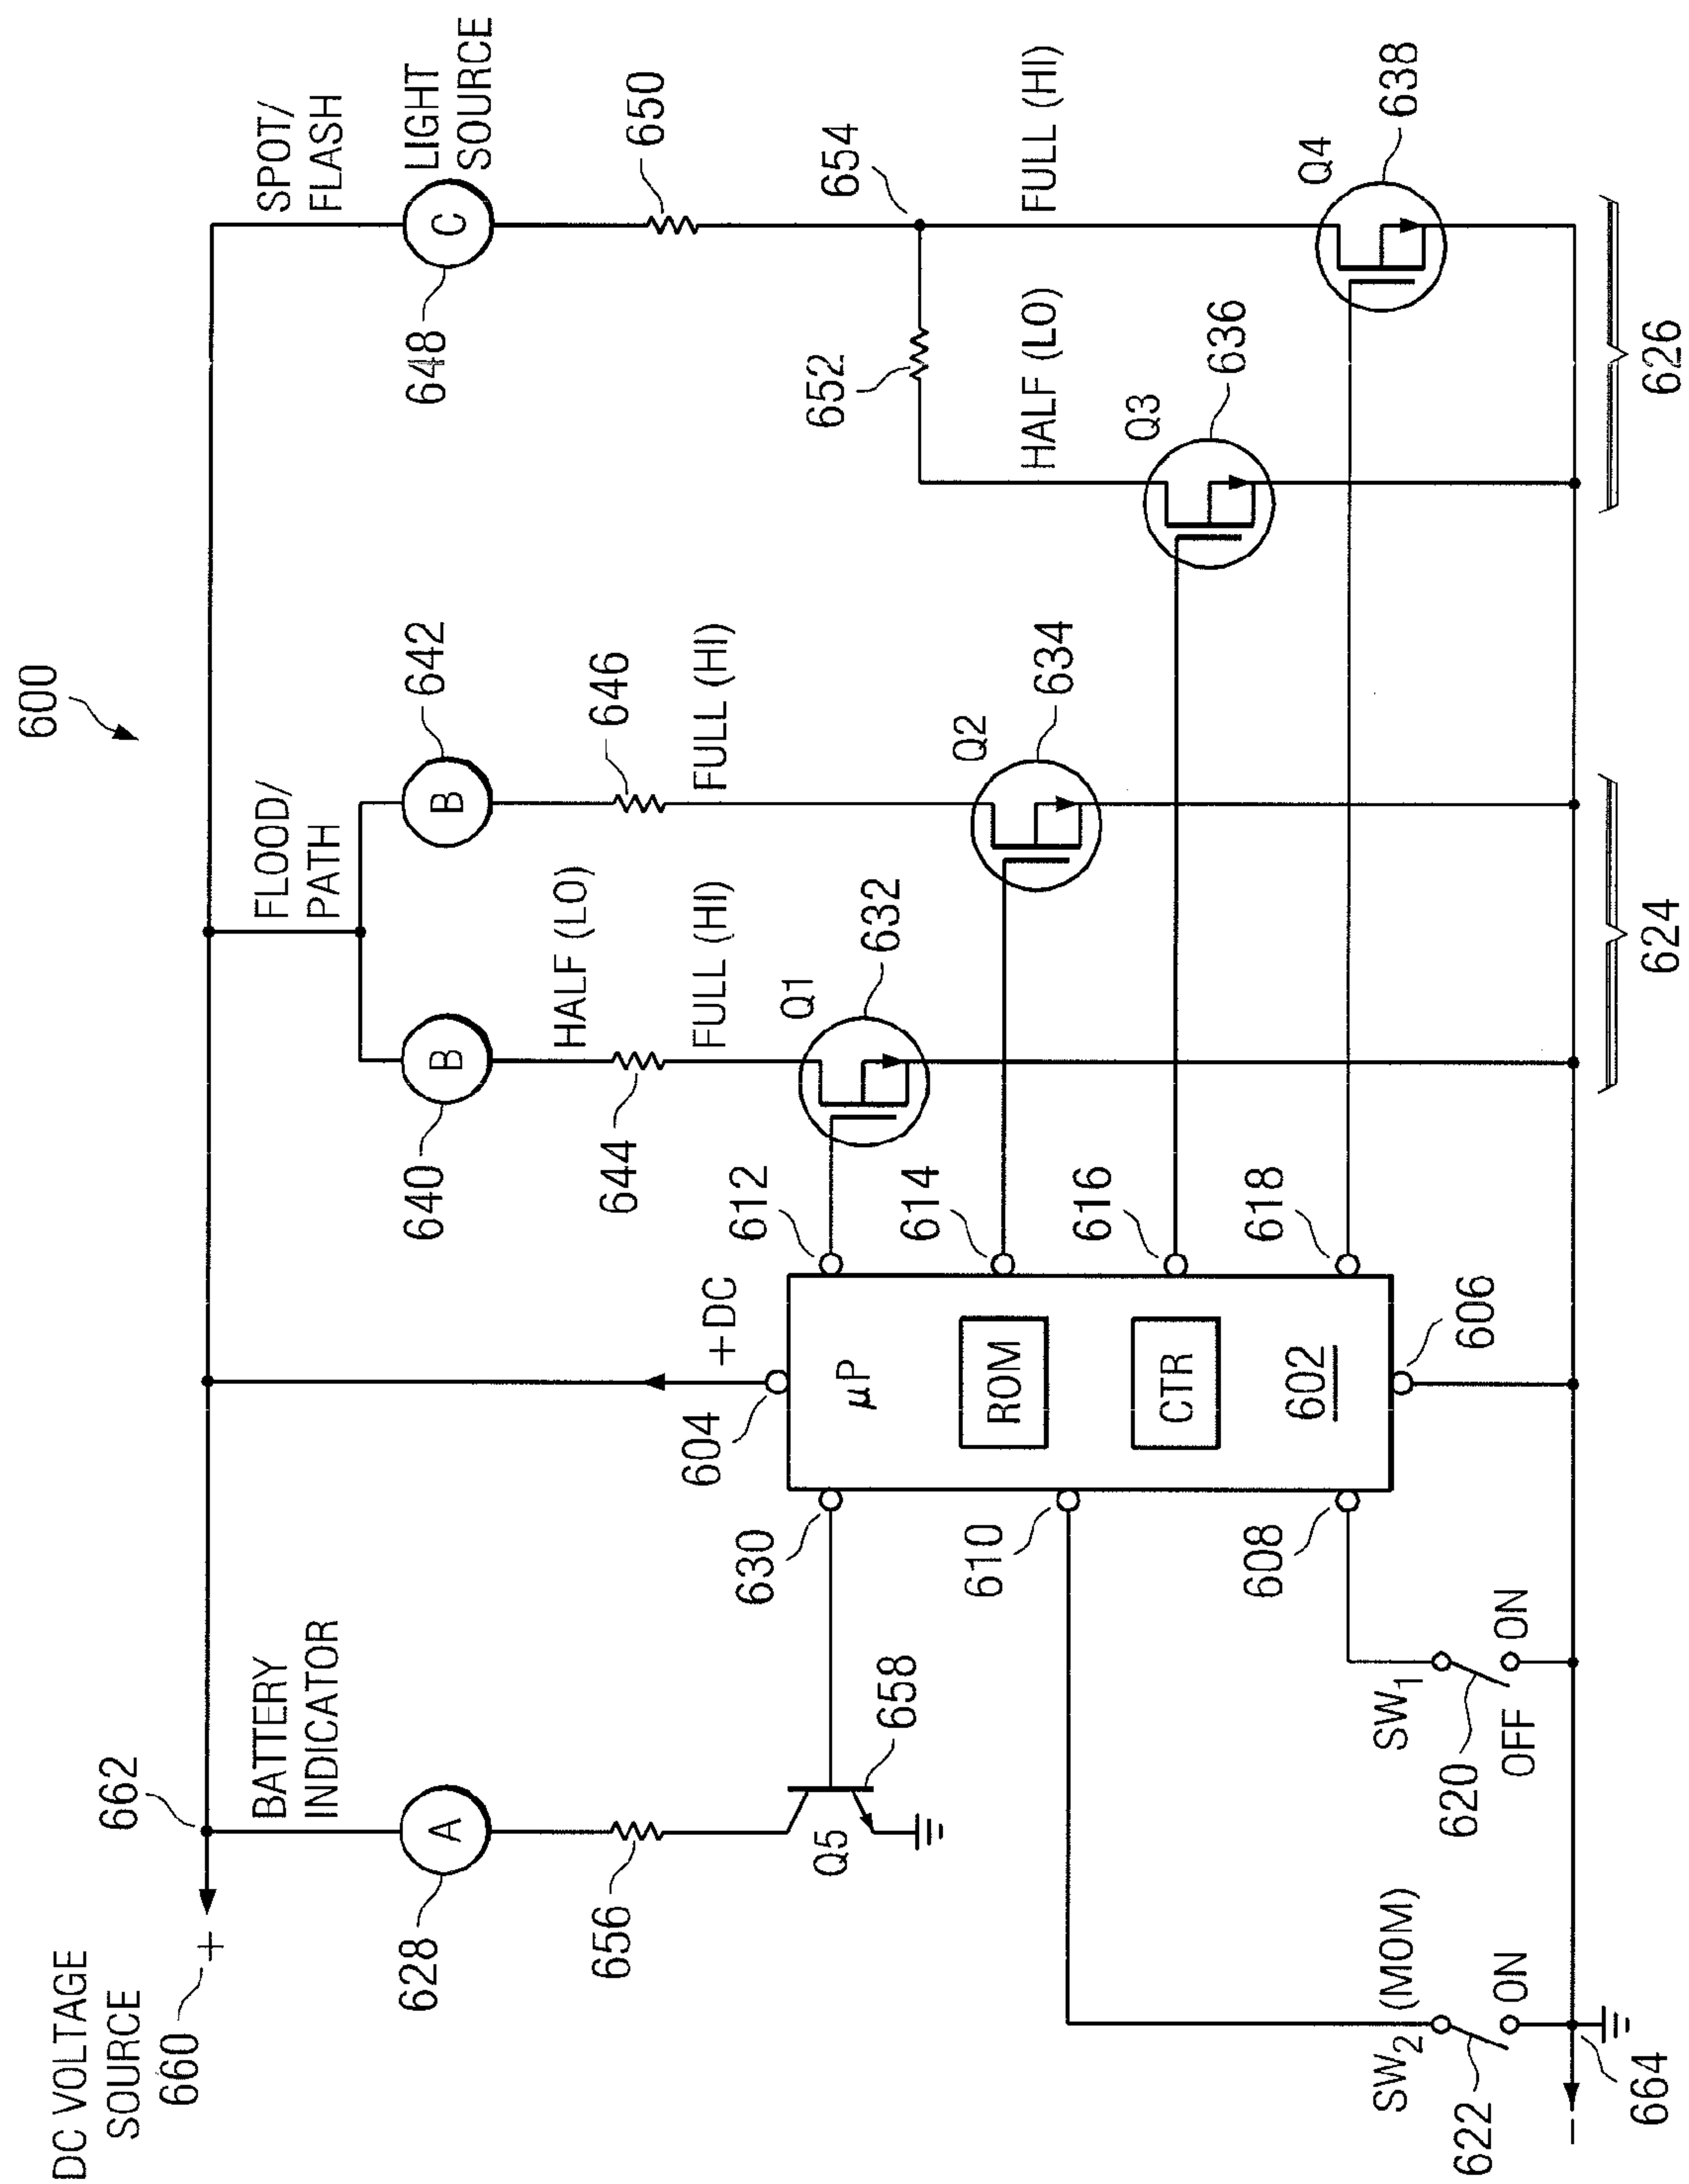 600
DC VOLTAGE
SOURCE
660
+
662
BATTERY
INDICATOR
FLOOD/
PATH
SPOT/
FLASH
A
628
B
640
B
642
C
648
LIGHT
SOURCE
656
644
HALF (LO)
646
650
FULL (HI)
FULL (HI)
604
+DC
630
612
Q5
658
Q1
632
652
654
µP
ROM
CTR
602
610
614
Q2
634
HALF (LO)
FULL (HI)
616
Q3
636
608
618
Q4
638
606
SW2
(MOM)
622
ON
SW1
620
OFF
ON
664
−
624
626